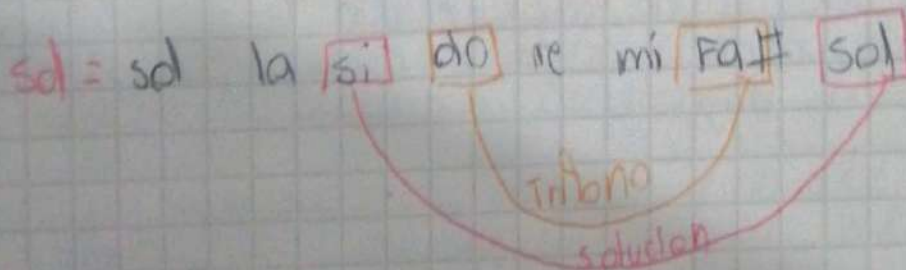 sol = sol la si do re mi Fa# Sol
Tritono
solucion